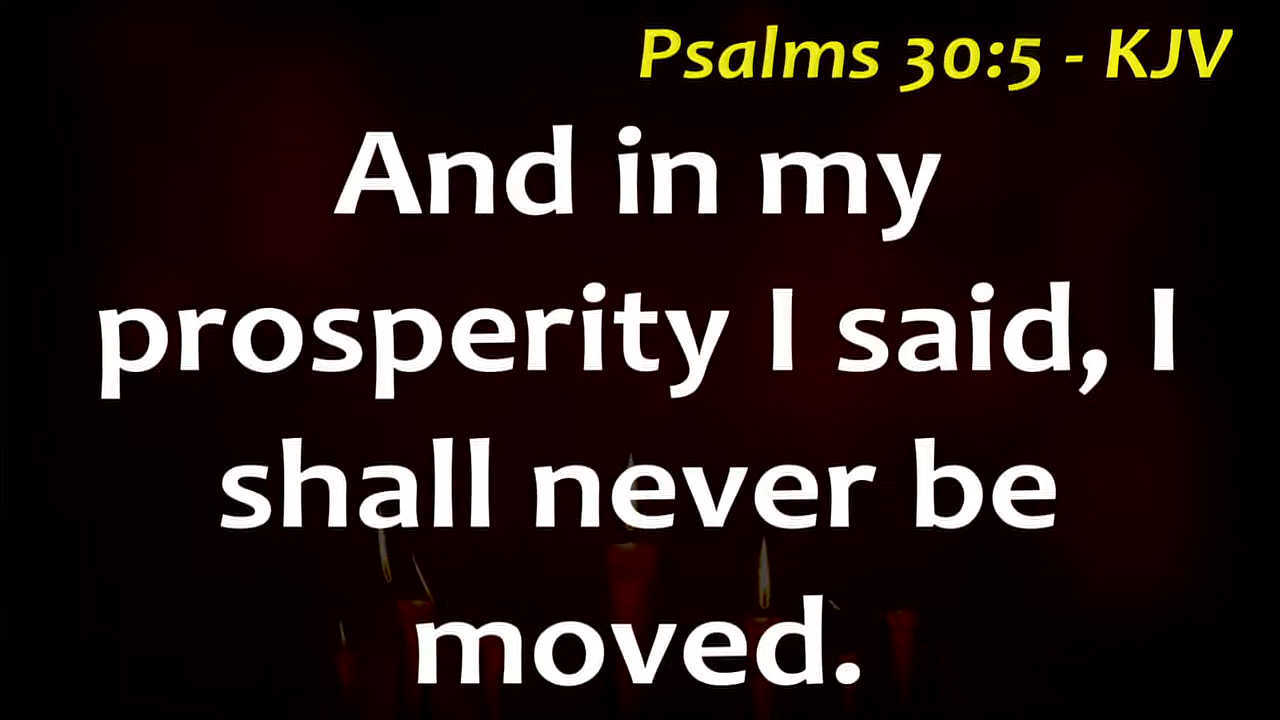 Psalms 30:5 - KJV
And in my
prosperity I said, I
shall never be
moved.